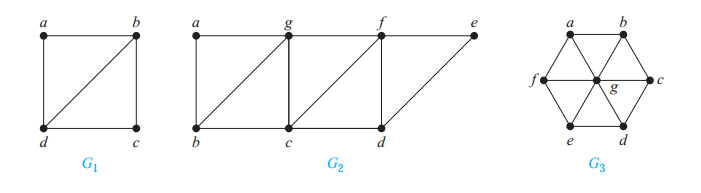 a b a g f e a b
f g c
d c b c d e d
G1 G2 G3